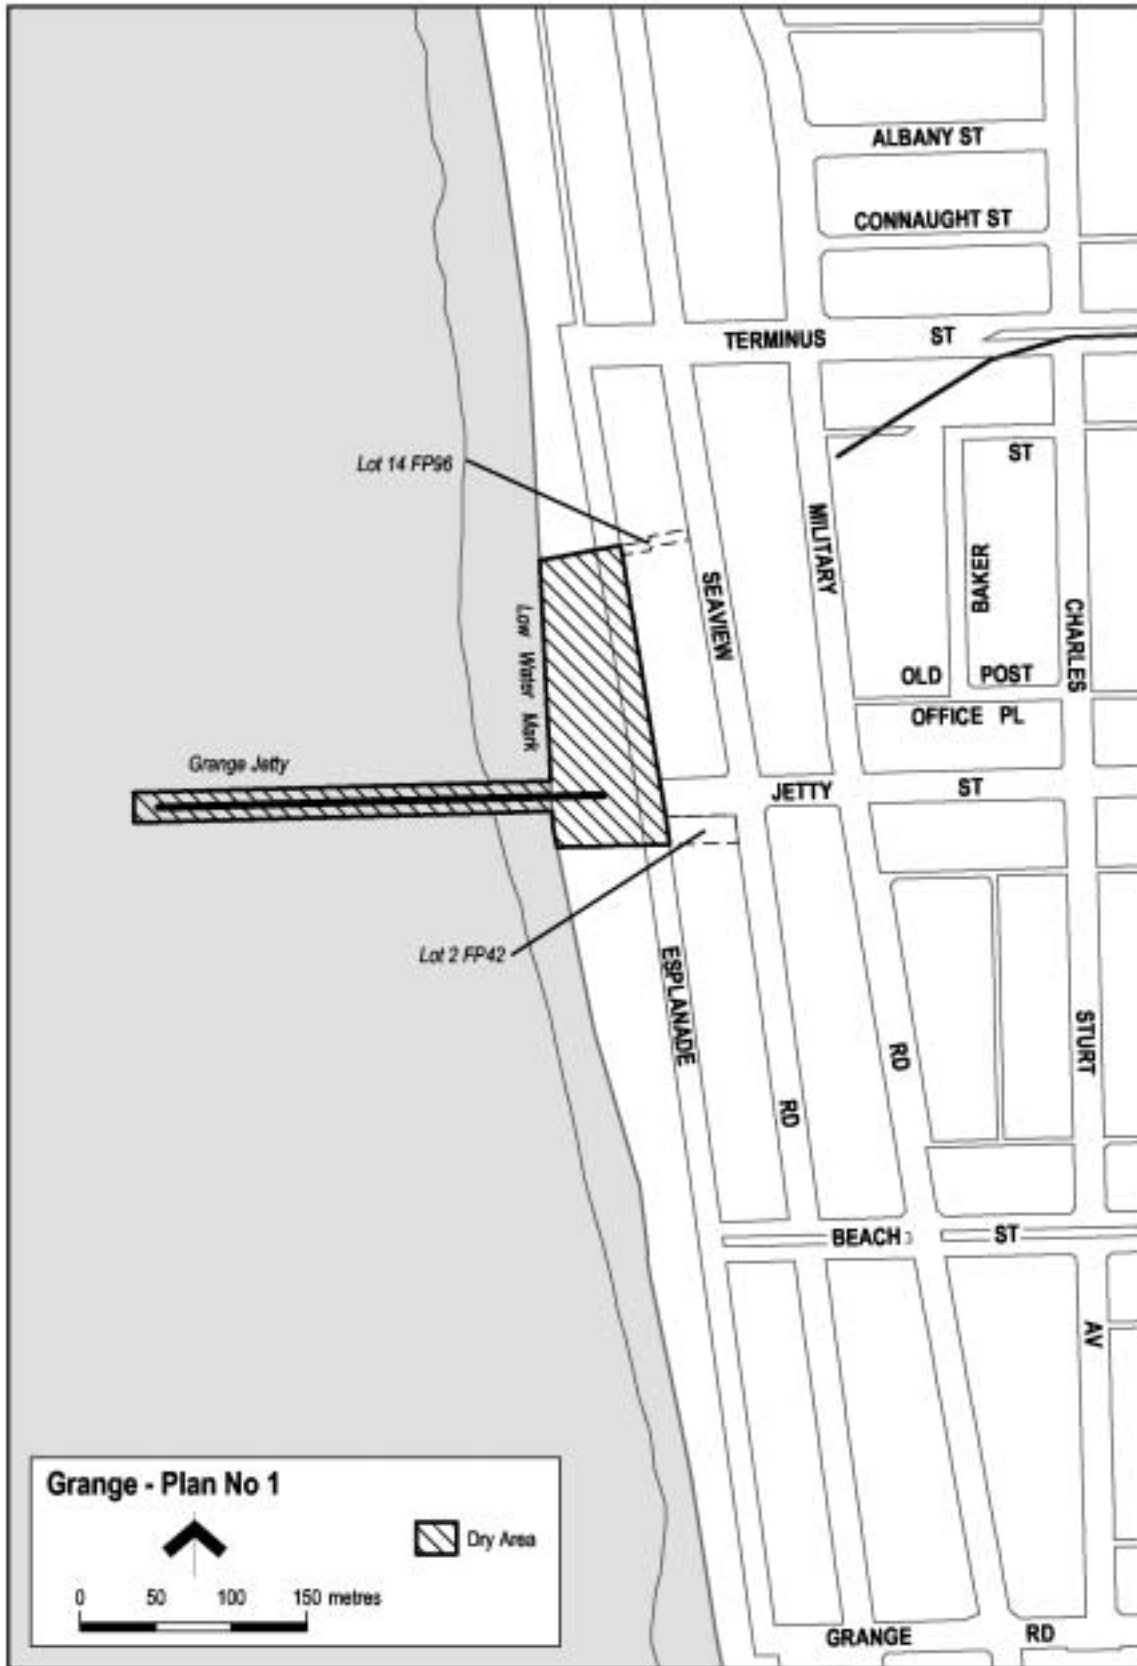 ALBANY ST
CONNAUGHT ST
TERMINUS ST
Lot 14 FP96
ST
MILITARY
BAKER
SEAVIEW
CHARLES
Low Water Mark
OLD POST
OFFICE PL
Grange Jetty
JETTY ST
Lot 2 FP42
ESPLANADE
STURT
RD
RD
BEACH ST
AV
Grange - Plan No 1
Dry Area
0 50 100 150 metres
GRANGE RD